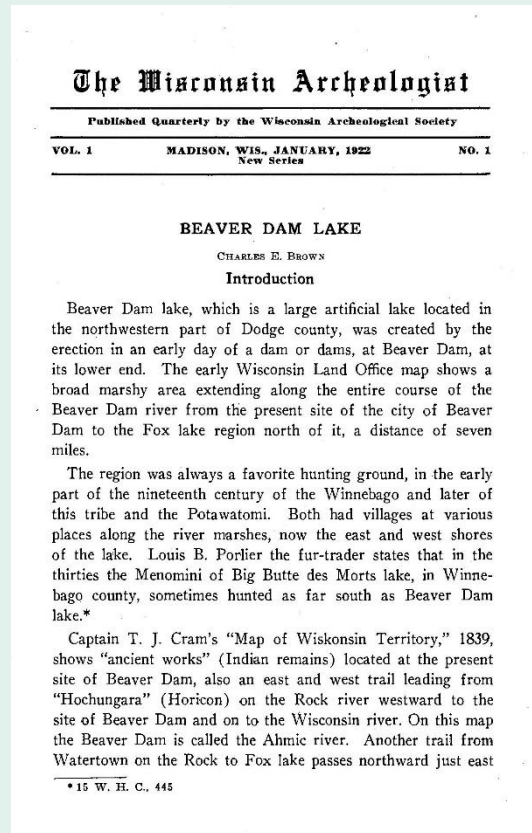 The Wisconsin Archeologist
Published Quarterly by the Wisconsin Archeological Society
VOL. 1 MADISON, WIS., JANUARY, 1922 NO. 1
New Series
BEAVER DAM LAKE
CHARLES E. BROWN
Introduction
Beaver Dam lake, which is a large artificial lake located in
the northwestern part of Dodge county, was created by the
erection in an early day of a dam or dams, at Beaver Dam, at
its lower end. The early Wisconsin Land Office map shows a
broad marshy area extending along the entire course of the
Beaver Dam river from the present site of the city of Beaver
Dam to the Fox lake region north of it, a distance of seven
miles.
The region was always a favorite hunting ground, in the early
part of the nineteenth century of the Winnebago and later of
this tribe and the Potawatomi. Both had villages at various
places along the river marshes, now the east and west shores
of the lake. Louis B. Porlier the fur-trader states that in the
thirties the Menomini of Big Butte des Morts lake, in Winne-
bago county, sometimes hunted as far south as Beaver Dam
lake.*
Captain T. J. Cram's "Map of Wiskonsin Territory," 1839,
shows "ancient works" (Indian remains) located at the present
site of Beaver Dam, also an east and west trail leading from
"Hochungara" (Horicon) on the Rock river westward to the
site of Beaver Dam and on to the Wisconsin river. On this map
the Beaver Dam is called the Ahmic river. Another trail from
Watertown on the Rock to Fox lake passes northward just east
* 15 W. H. C., 445